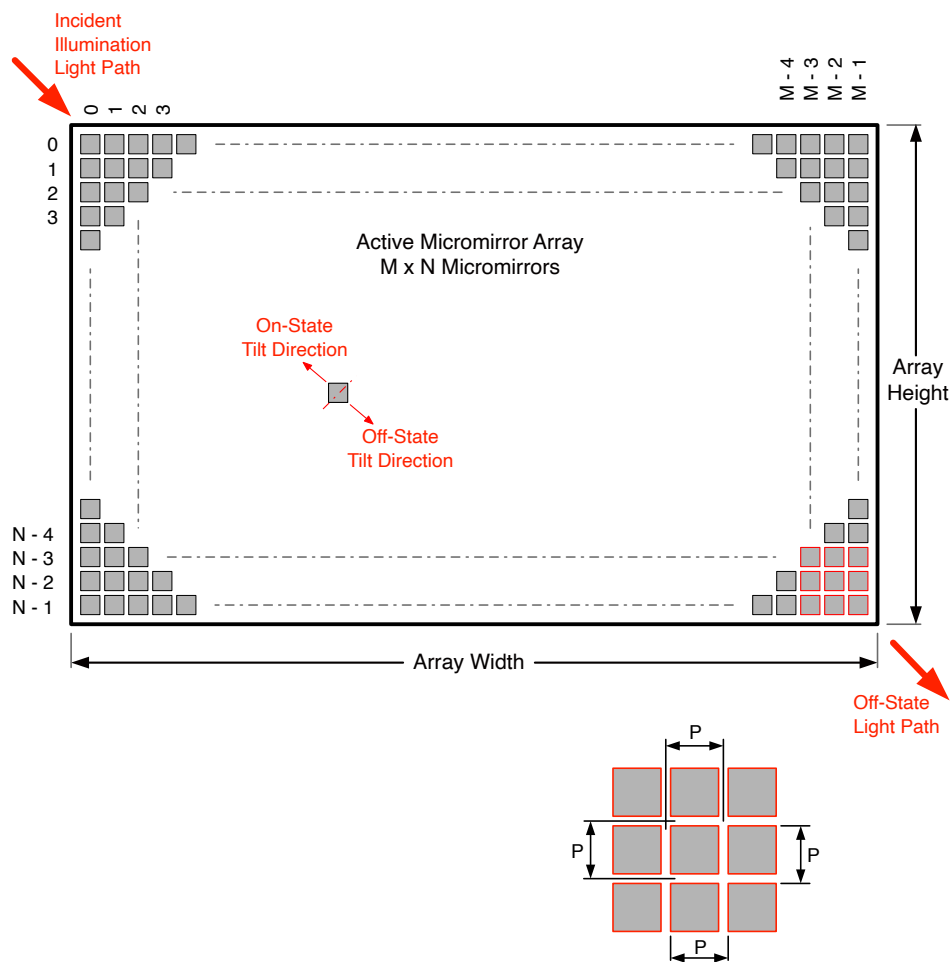 Incident
Illumination
Light Path
0
1
2
3
M - 4
M - 3
M - 2
M - 1
0
1
2
3
Active Micromirror Array
M x N Micromirrors
On-State
Tilt Direction
Off-State
Tilt Direction
Array
Height
N - 4
N - 3
N - 2
N - 1
Array Width
Off-State
Light Path
P
P
P
P